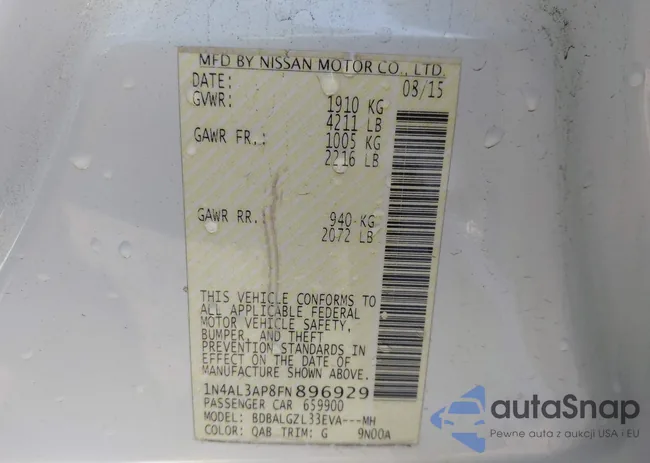 MFD BY NISSAN MOTOR CO., LTD.
DATE: 08/15
GVWR: 1910 KG
4211 LB
GAWR FR.: 1005 KG
2216 LB
GAWR RR.: 940 KG
2072 LB
THIS VEHICLE CONFORMS TO
ALL APPLICABLE FEDERAL
MOTOR VEHICLE SAFETY,
BUMPER, AND THEFT
PREVENTION STANDARDS IN
EFFECT ON THE DATE OF
MANUFACTURE SHOWN ABOVE.
1N4AL3AP8FN896929
PASSENGER CAR 659900
MODEL: BDBALGZL33EVA---MH
COLOR: QAB TRIM: G 9N00A
autoSnap
Pewne auta z aukcji USA i EU